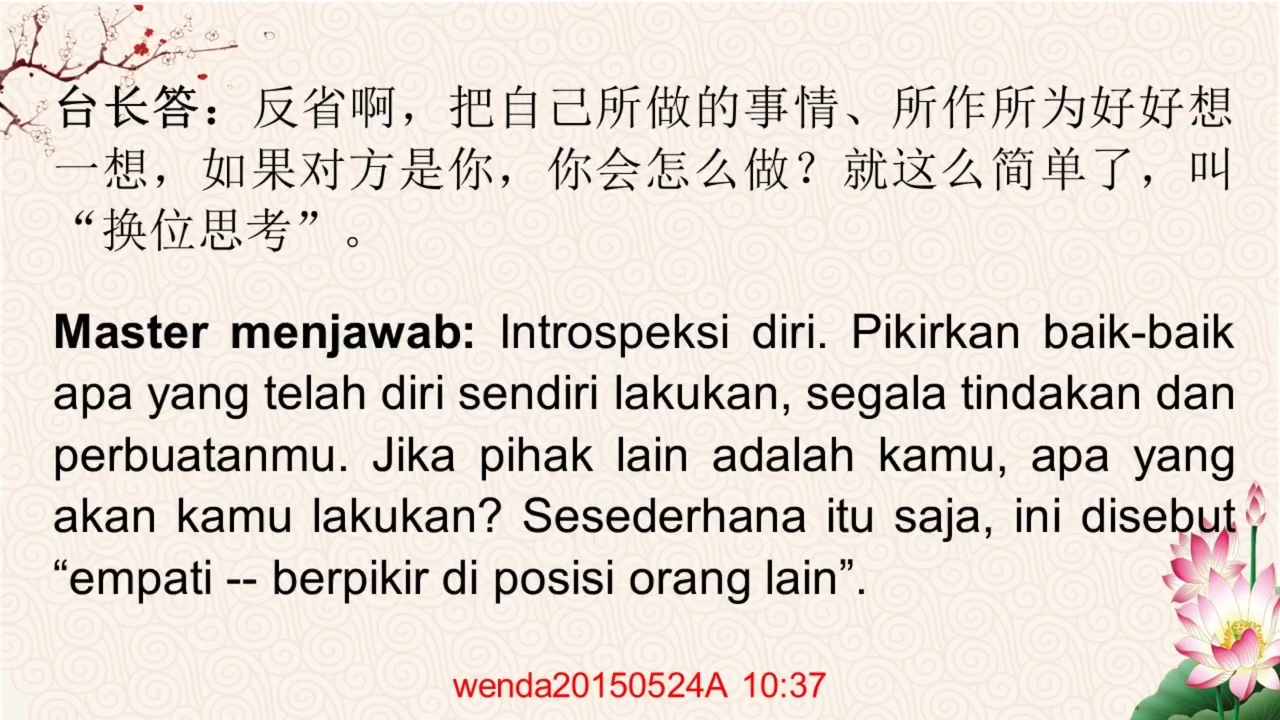 台长答：反省啊，把自己所做的事情、所作所为好好想
一想，如果对方是你，你会怎么做？就这么简单了，叫
“换位思考”。
Master menjawab: Introspeksi diri. Pikirkan baik-baik
apa yang telah diri sendiri lakukan, segala tindakan dan
perbuatanmu. Jika pihak lain adalah kamu, apa yang
akan kamu lakukan? Sesederhana itu saja, ini disebut
“empati -- berpikir di posisi orang lain”.
wenda20150524A 10:37